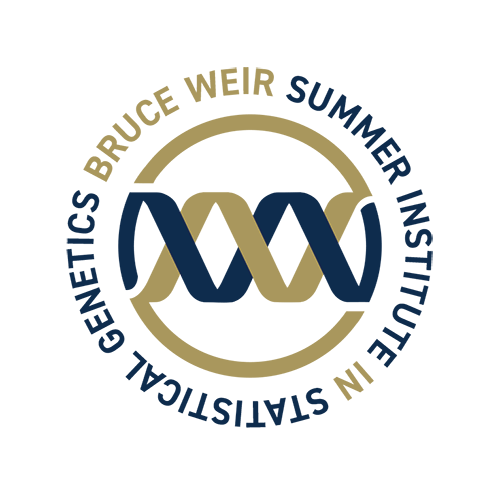 BRUCE WEIR SUMMER INSTITUTE IN STATISTICAL GENETICS